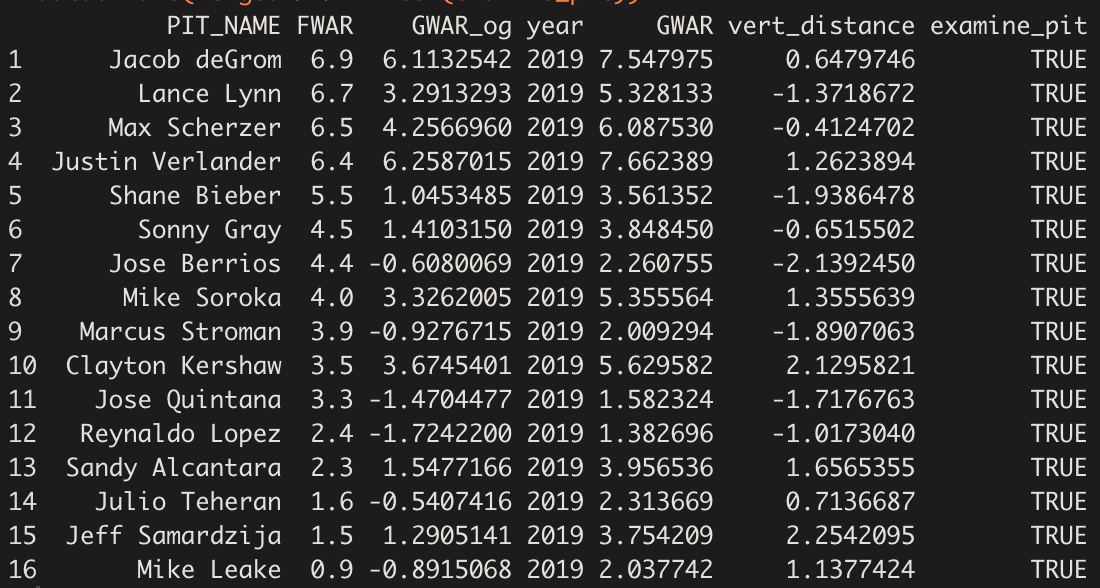 PIT_NAME FWAR GWAR_og year GWAR vert_distance examine_pit
1 Jacob deGrom 6.9 6.1132542 2019 7.547975 0.6479746 TRUE
2 Lance Lynn 6.7 3.2913293 2019 5.328133 -1.3718672 TRUE
3 Max Scherzer 6.5 4.2566960 2019 6.087530 -0.4124702 TRUE
4 Justin Verlander 6.4 6.2587015 2019 7.662389 1.2623894 TRUE
5 Shane Bieber 5.5 1.0453485 2019 3.561352 -1.9386478 TRUE
6 Sonny Gray 4.5 1.4103150 2019 3.848450 -0.6515502 TRUE
7 Jose Berrios 4.4 -0.6080069 2019 2.260755 -2.1392450 TRUE
8 Mike Soroka 4.0 3.3262005 2019 5.355564 1.3555639 TRUE
9 Marcus Stroman 3.9 -0.9276715 2019 2.009294 -1.8907063 TRUE
10 Clayton Kershaw 3.5 3.6745401 2019 5.629582 2.1295821 TRUE
11 Jose Quintana 3.3 -1.4704477 2019 1.582324 -1.7176763 TRUE
12 Reynaldo Lopez 2.4 -1.7242200 2019 1.382696 -1.0173040 TRUE
13 Sandy Alcantara 2.3 1.5477166 2019 3.956536 1.6565355 TRUE
14 Julio Teheran 1.6 -0.5407416 2019 2.313669 0.7136687 TRUE
15 Jeff Samardzija 1.5 1.2905141 2019 3.754209 2.2542095 TRUE
16 Mike Leake 0.9 -0.8915068 2019 2.037742 1.1377424 TRUE